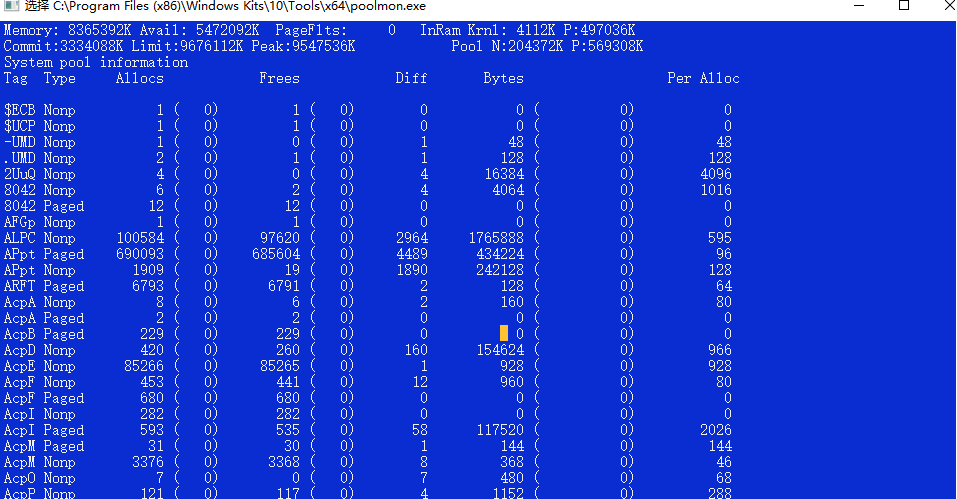 选择 C:\Program Files (x86)\Windows Kits\10\Tools\x64\poolmon.exe
Memory: 8365392K Avail: 5472092K PageFlts: 0 InRam Krnl: 4112K P:497036K
Commit:3334088K Limit:9676112K Peak:9547536K Pool N:204372K P:569308K
System pool information
Tag Type Allocs Frees Diff Bytes Per Alloc
$ECB Nonp 1 ( 0) 1 ( 0) 0 0 ( 0) 0
$UCP Nonp 1 ( 0) 1 ( 0) 0 0 ( 0) 0
-UMD Nonp 1 ( 0) 0 ( 0) 1 48 ( 0) 48
.UMD Nonp 2 ( 0) 1 ( 0) 1 128 ( 0) 128
2UuQ Nonp 4 ( 0) 0 ( 0) 4 16384 ( 0) 4096
8042 Nonp 6 ( 0) 2 ( 0) 4 4064 ( 0) 1016
8042 Paged 12 ( 0) 12 ( 0) 0 0 ( 0) 0
AFGp Nonp 1 ( 0) 1 ( 0) 0 0 ( 0) 0
ALPC Nonp 100584 ( 0) 97620 ( 0) 2964 1765888 ( 0) 595
APpt Paged 690093 ( 0) 685604 ( 0) 4489 434224 ( 0) 96
APpt Nonp 1909 ( 0) 19 ( 0) 1890 242128 ( 0) 128
ARFT Paged 6793 ( 0) 6791 ( 0) 2 128 ( 0) 64
AcpA Nonp 8 ( 0) 6 ( 0) 2 160 ( 0) 80
AcpA Paged 2 ( 0) 2 ( 0) 0 0 ( 0) 0
AcpB Paged 229 ( 0) 229 ( 0) 0 0 ( 0) 0
AcpD Nonp 420 ( 0) 260 ( 0) 160 154624 ( 0) 966
AcpE Nonp 85266 ( 0) 85265 ( 0) 1 928 ( 0) 928
AcpF Nonp 453 ( 0) 441 ( 0) 12 960 ( 0) 80
AcpF Paged 680 ( 0) 680 ( 0) 0 0 ( 0) 0
AcpI Nonp 282 ( 0) 282 ( 0) 0 0 ( 0) 0
AcpI Paged 593 ( 0) 535 ( 0) 58 117520 ( 0) 2026
AcpM Paged 31 ( 0) 30 ( 0) 1 144 ( 0) 144
AcpM Nonp 3376 ( 0) 3368 ( 0) 8 368 ( 0) 46
AcpO Nonp 7 ( 0) 0 ( 0) 7 480 ( 0) 68
AcpP Nonp 121 ( 0) 117 ( 0) 4 1152 ( 0) 288